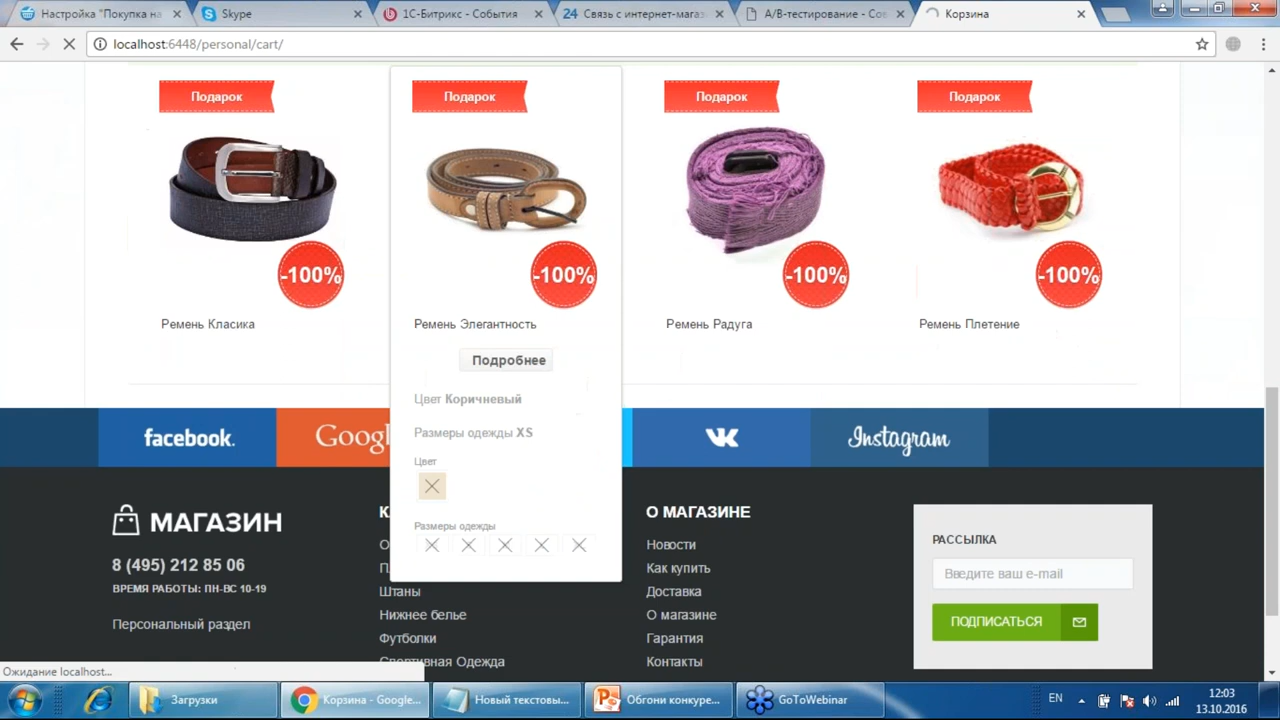 Настройка "Покупка на
Skype
1С-Битрикс - События
24 Связь с интернет-магаз
A/B-тестирование - Сос
Корзина
localhost:6448/personal/cart/
Подарок
Подарок
Подарок
Подарок
-100%
-100%
-100%
-100%
Ремень Класика
Ремень Элегантность
Ремень Радуга
Ремень Плетение
Подробнее
Цвет Коричневый
Размеры одежды XS
Цвет
Размеры одежды
facebook.
Googl
Instagram
МАГАЗИН
8 (495) 212 85 06
ВРЕМЯ РАБОТЫ: ПН-ВС 10-19
Персональный раздел
Штаны
Нижнее белье
Футболки
Спортивная Одежда
О МАГАЗИНЕ
Новости
Как купить
Доставка
О магазине
Гарантия
Контакты
РАССЫЛКА
Введите ваш e-mail
ПОДПИСАТЬСЯ
Ожидание localhost...
Загрузки
Корзина - Google...
Новый текстовы...
Обгони конкуре...
GoToWebinar
EN
12:03
13.10.2016